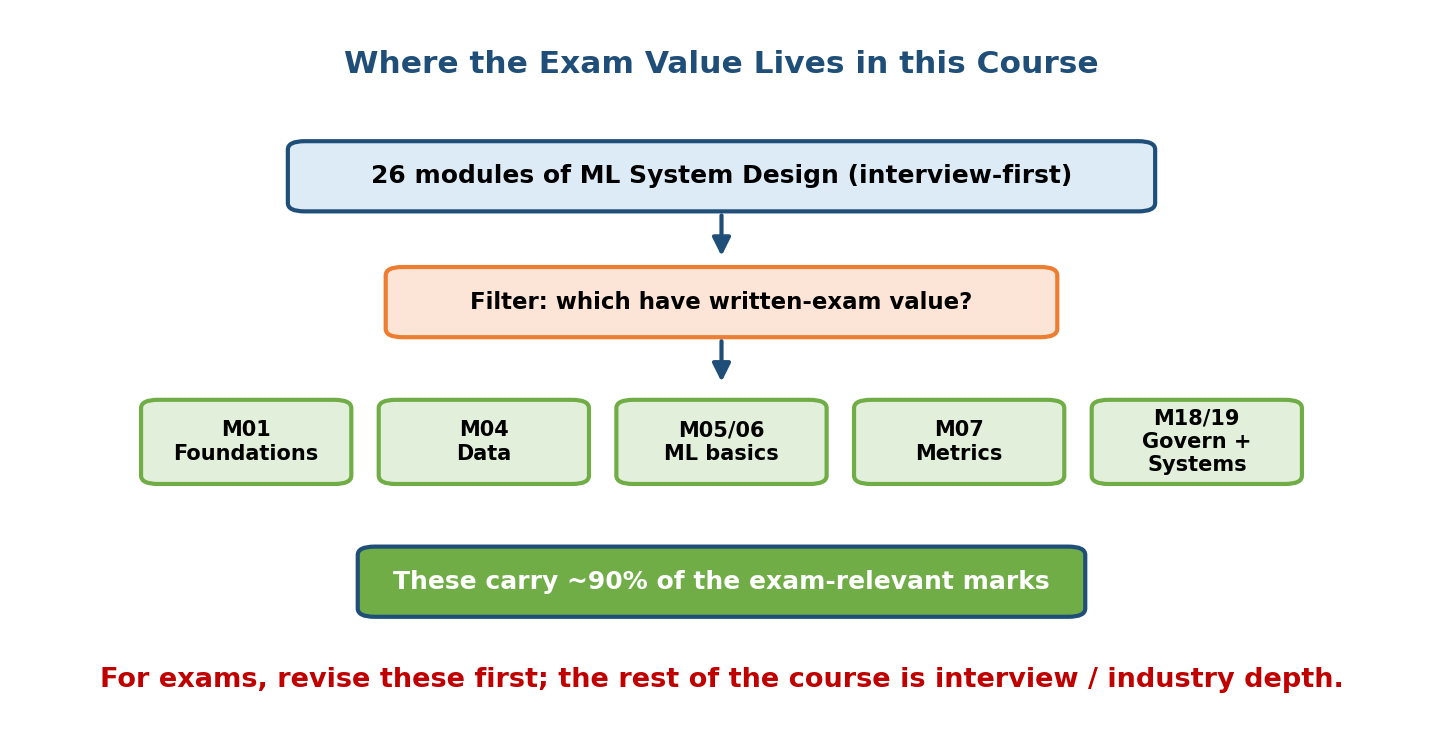 Where the Exam Value Lives in this Course
26 modules of ML System Design (interview-first)
Filter: which have written-exam value?
M01
Foundations
M04
Data
M05/06
ML basics
M07
Metrics
M18/19
Govern +
Systems
These carry ~90% of the exam-relevant marks
For exams, revise these first; the rest of the course is interview / industry depth.